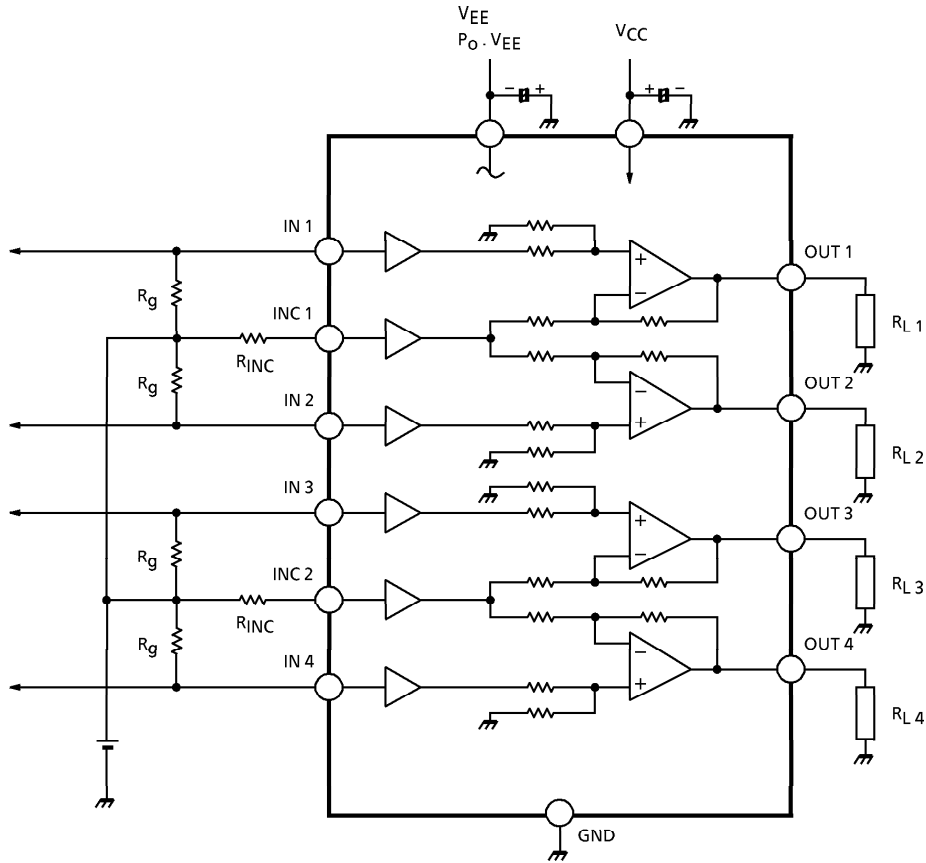 VEE
PO · VEE
VCC
− +
+ −
IN 1
OUT 1
+
−
Rg
INC 1
RL 1
RINC
Rg
OUT 2
−
+
IN 2
RL 2
IN 3
OUT 3
+
−
Rg
INC 2
RL 3
RINC
Rg
OUT 4
−
+
IN 4
RL 4
GND